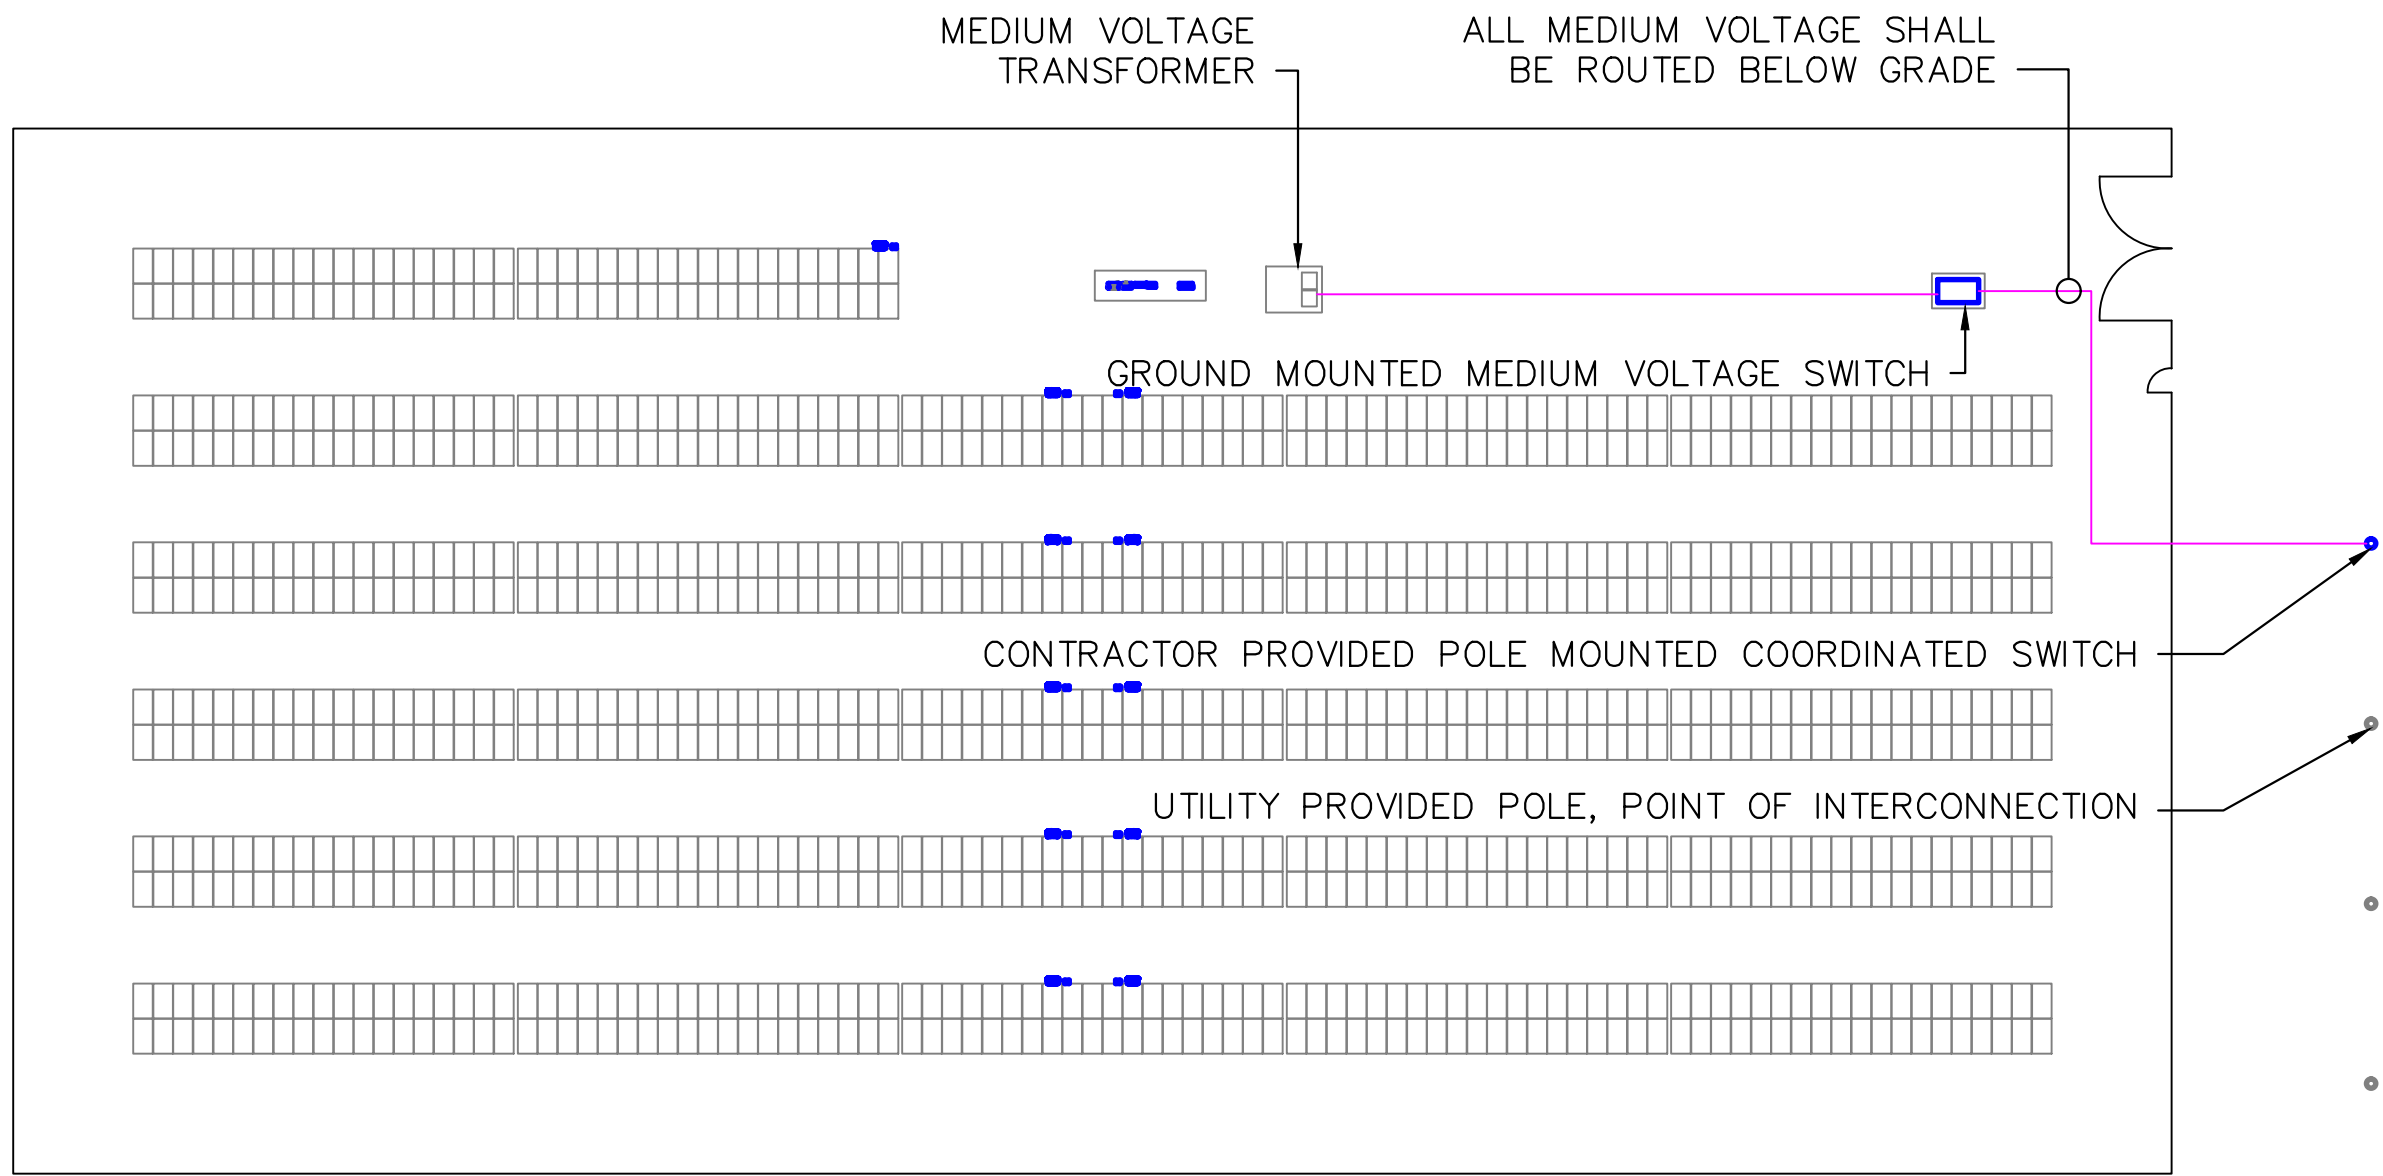 MEDIUM VOLTAGE
TRANSFORMER
ALL MEDIUM VOLTAGE SHALL
BE ROUTED BELOW GRADE
GROUND MOUNTED MEDIUM VOLTAGE SWITCH
CONTRACTOR PROVIDED POLE MOUNTED COORDINATED SWITCH
UTILITY PROVIDED POLE, POINT OF INTERCONNECTION